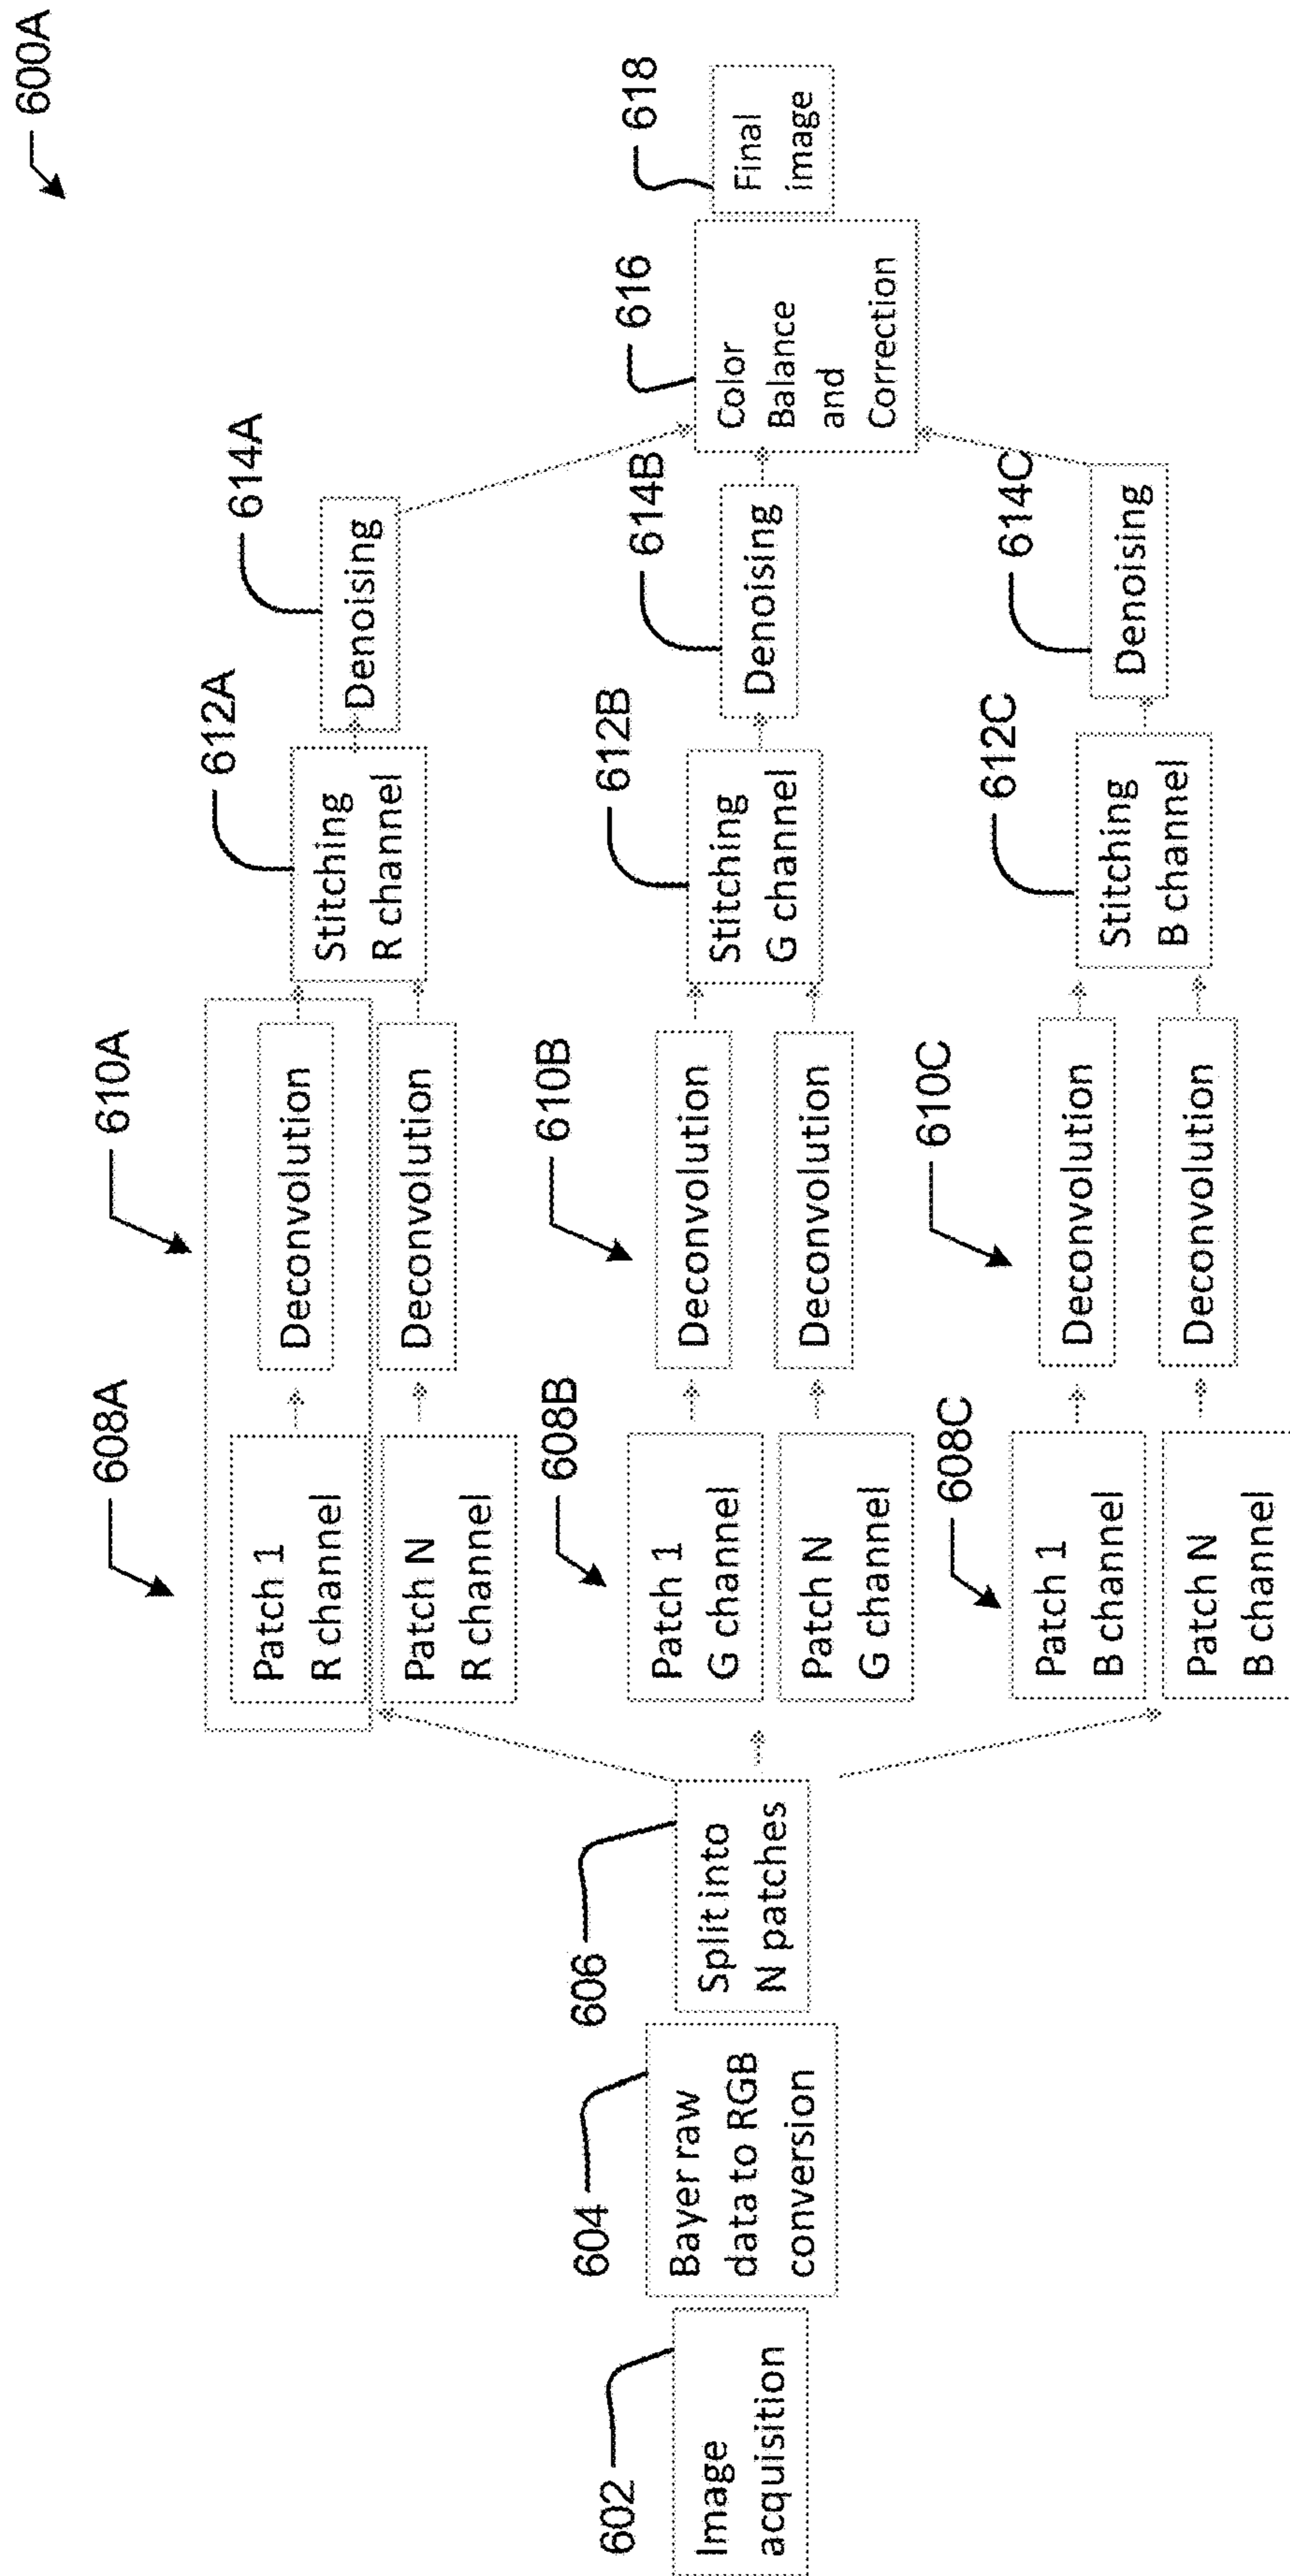 600A
602
Image
acquisition
604
Bayer raw
data to RGB
conversion
606
Split into
N patches
608A
Patch 1
R channel
Patch N
R channel
610A
Deconvolution
Deconvolution
612A
Stitching
R channel
614A
Denoising
608B
Patch 1
G channel
Patch N
G channel
610B
Deconvolution
Deconvolution
612B
Stitching
G channel
614B
Denoising
608C
Patch 1
B channel
Patch N
B channel
610C
Deconvolution
Deconvolution
612C
Stitching
B channel
614C
Denoising
616
Color
Balance
and
Correction
618
Final
image